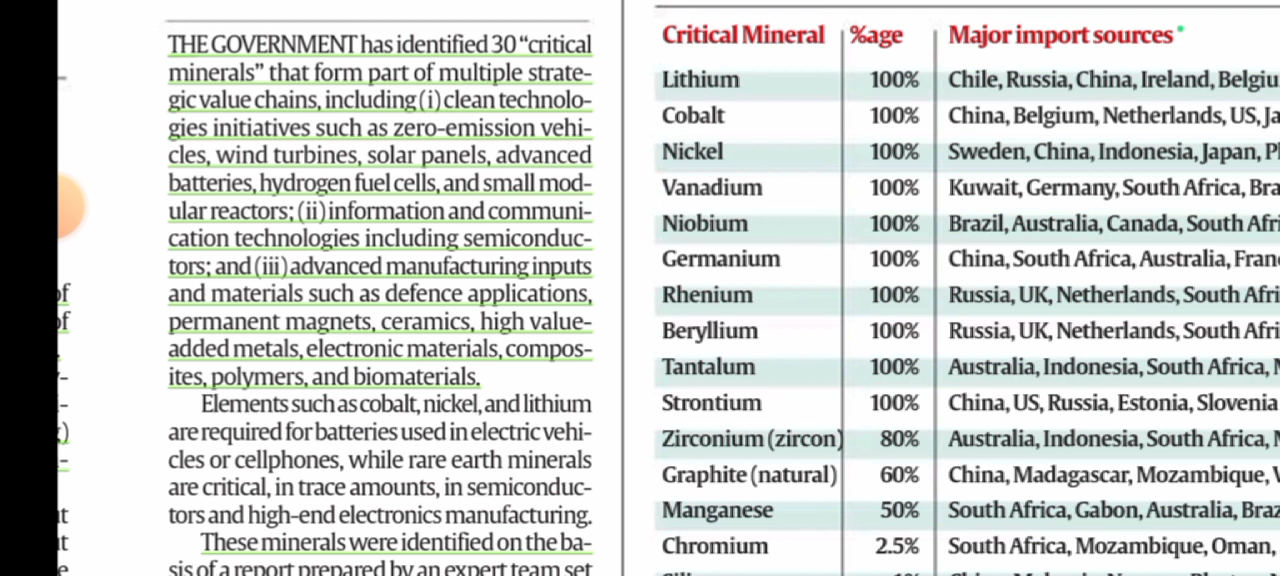 THE GOVERNMENT has identified 30 “critical
minerals” that form part of multiple strate-
gic value chains, including (i) clean technolo-
gies initiatives such as zero-emission vehi-
cles, wind turbines, solar panels, advanced
batteries, hydrogen fuel cells, and small mod-
ular reactors; (ii) information and communi-
cation technologies including semiconduc-
tors; and (iii) advanced manufacturing inputs
and materials such as defence applications,
permanent magnets, ceramics, high value-
added metals, electronic materials, compos-
ites, polymers, and biomaterials.
Elements such as cobalt, nickel, and lithium
are required for batteries used in electric vehi-
cles or cellphones, while rare earth minerals
are critical, in trace amounts, in semiconduc-
tors and high-end electronics manufacturing.
These minerals were identified on the ba-
sis of a report prepared by an expert team set
Critical Mineral %age Major import sources
Lithium 100% Chile, Russia, China, Ireland,
Cobalt 100% China, Belgium, Netherlands, US,
Nickel 100% Sweden, China, Indonesia, Japan,
Vanadium 100% Kuwait, Germany, South Africa,
Niobium 100% Brazil, Australia, Canada, South
Germanium 100% China, South Africa, Australia,
Rhenium 100% Russia, UK, Netherlands, South
Beryllium 100% Russia, UK, Netherlands, South
Tantalum 100% Australia, Indonesia, South Africa,
Strontium 100% China, US, Russia, Estonia, Slovenia
Zirconium (zircon) 80% Australia, Indonesia, South Africa,
Graphite (natural) 60% China, Madagascar, Mozambique,
Manganese 50% South Africa, Gabon, Australia,
Chromium 2.5% South Africa, Mozambique, Oman,